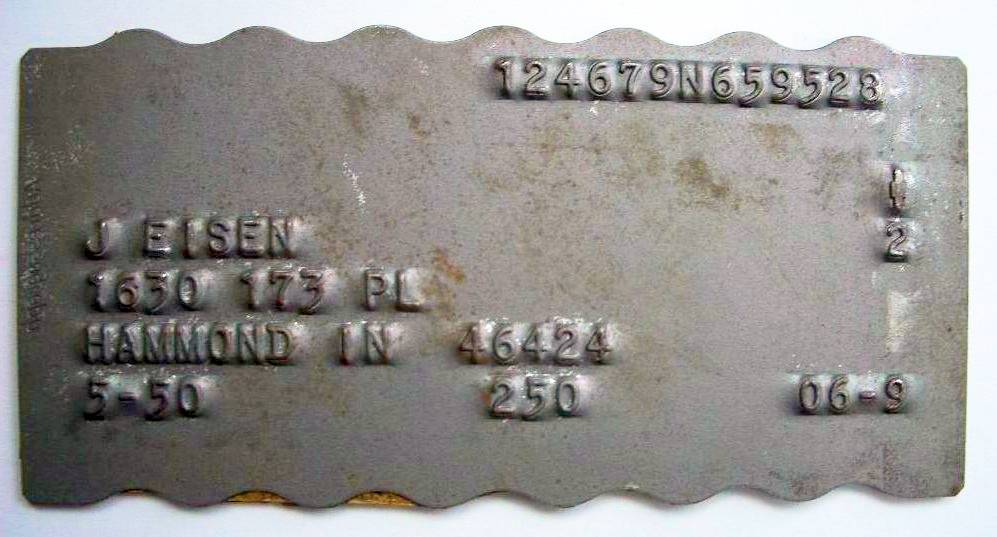 124679N659528
2
J EISEN
1630 173 PL
HAMMOND IN 46424
5-50 250 06-9